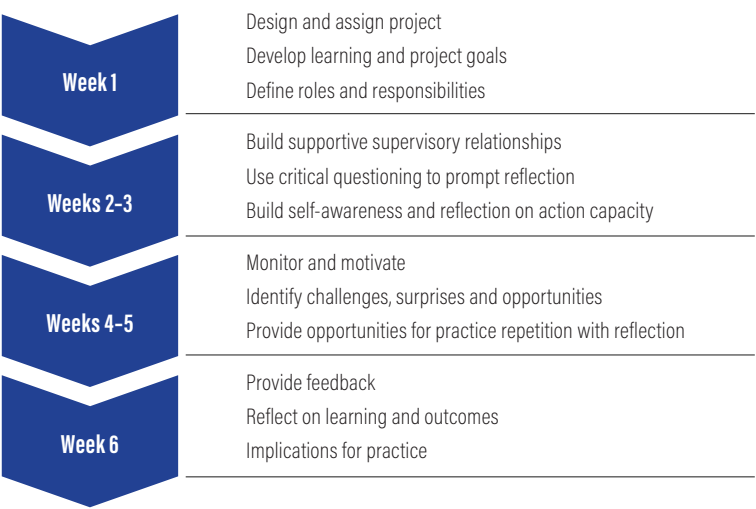 Week 1
Design and assign project
Develop learning and project goals
Define roles and responsibilities
Weeks 2–3
Build supportive supervisory relationships
Use critical questioning to prompt reflection
Build self-awareness and reflection on action capacity
Weeks 4–5
Monitor and motivate
Identify challenges, surprises and opportunities
Provide opportunities for practice repetition with reflection
Week 6
Provide feedback
Reflect on learning and outcomes
Implications for practice